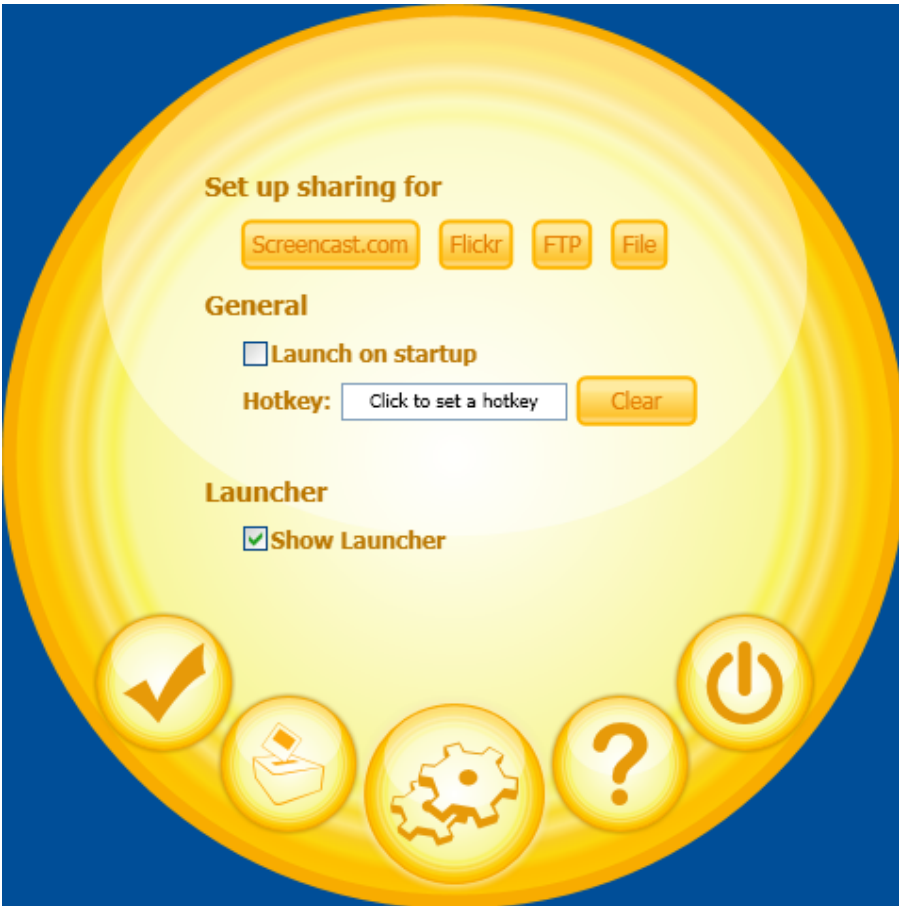 Set up sharing for
Screencast.com Flickr FTP File
General
Launch on startup
Hotkey: Click to set a hotkey Clear
Launcher
Show Launcher
?